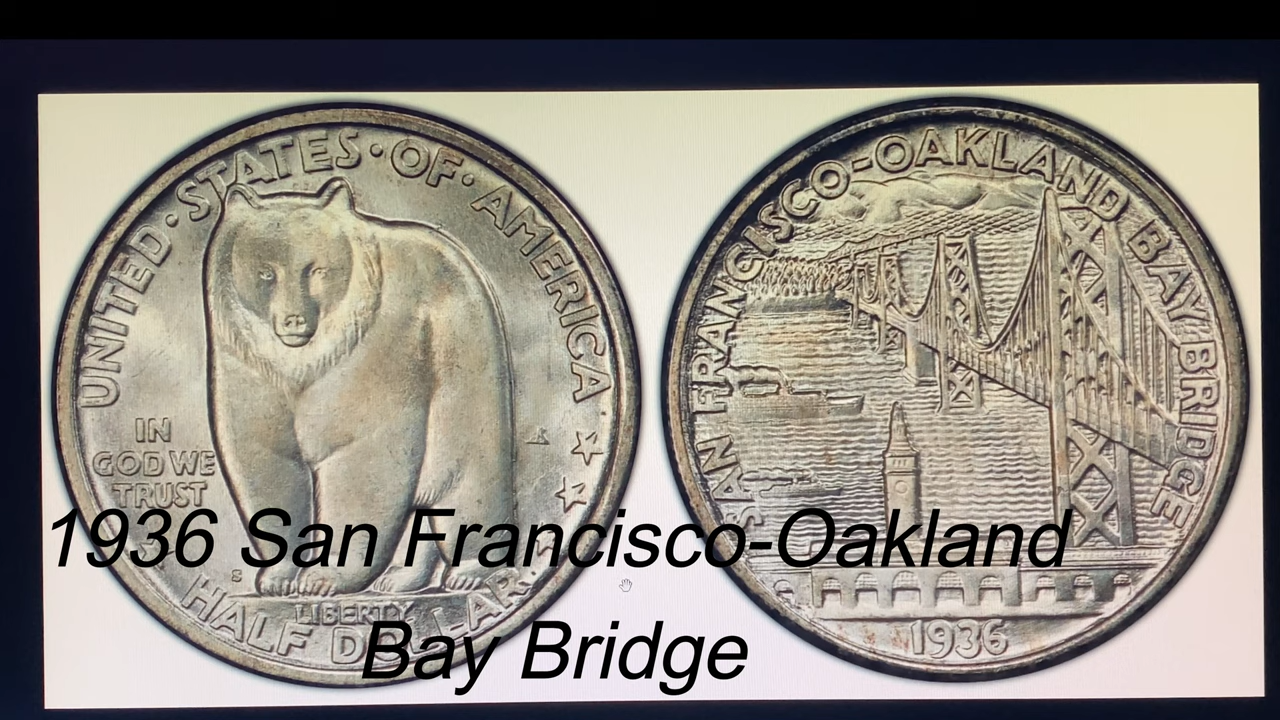 UNITED·STATES·OF·AMERICA
IN
GOD WE
TRUST
S
LIBERTY
HALF DOLLAR
SAN FRANCISCO-OAKLAND BAY BRIDGE
1936
1936 San Francisco-Oakland
Bay Bridge